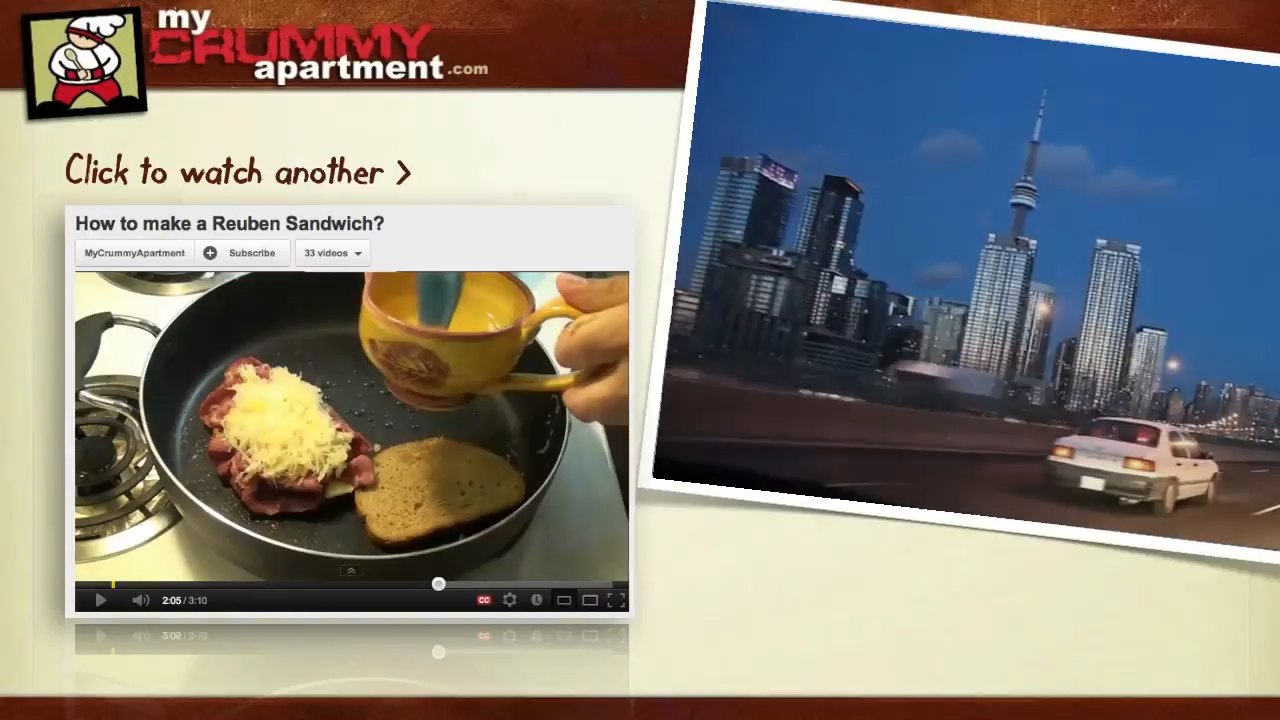 my
CRUMMY
apartment.com
Click to watch another >
How to make a Reuben Sandwich?
MyCrummyApartment
Subscribe
33 videos
2:05 / 3:10
CC